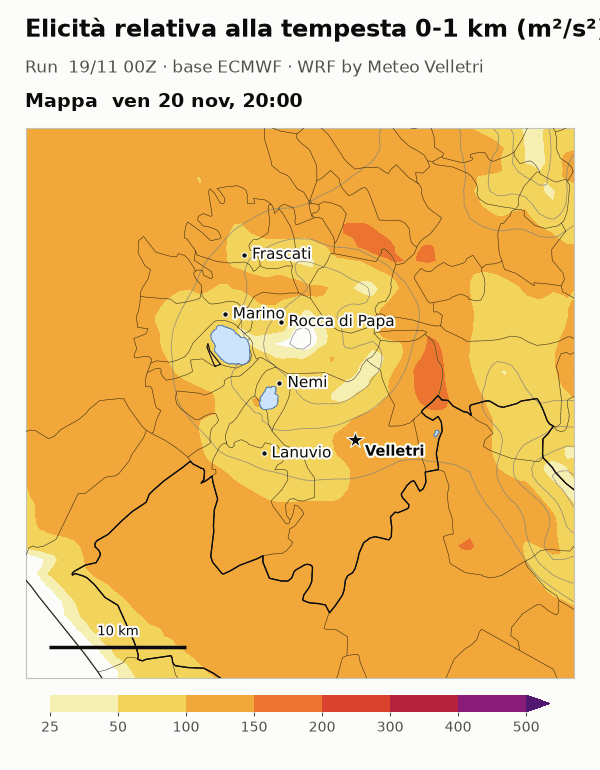 Elicità relativa alla tempesta 0-1 km (m²/s²)
Run 19/11 00Z · base ECMWF · WRF by Meteo Velletri
Mappa ven 20 nov, 20:00
Frascati
Marino
Rocca di Papa
Nemi
Velletri
Lanuvio
10 km
25 50 100 150 200 300 400 500